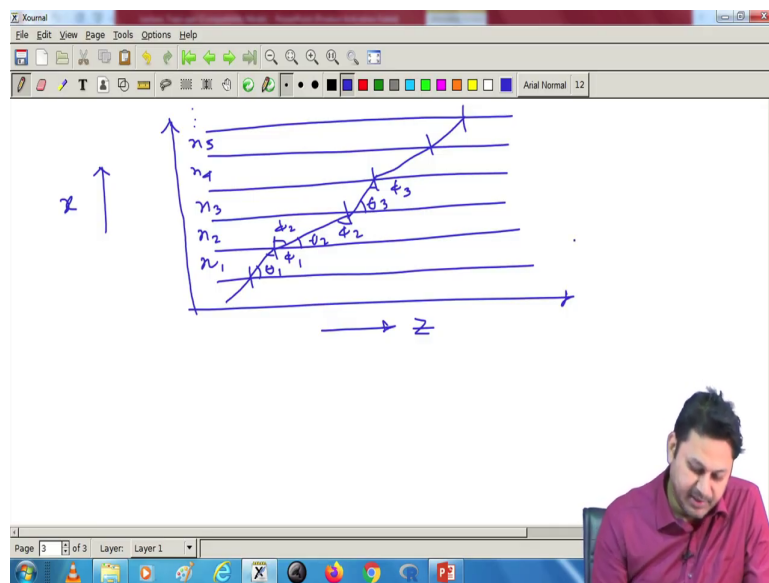 Xournal
File Edit View Page Tools Options Help
Arial Normal 12
⋮
n5
n4
n3
n2
n1
x
ϕ3
θ3
ϕ2
ϕ2
θ2
ϕ1
θ1
z
Page 3 of 3 Layer: Layer 1